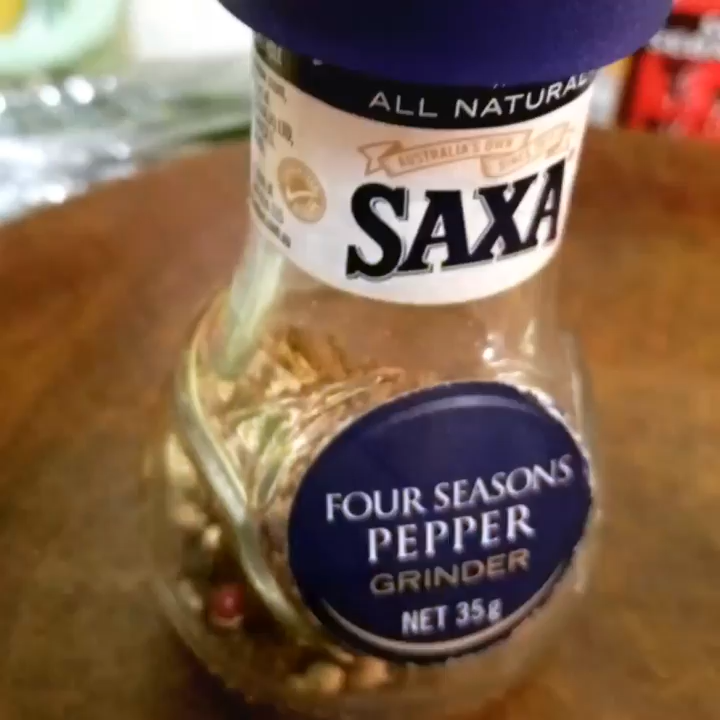 ALL NATURAL
AUSTRALIA'S OWN
SAXA
FOUR SEASONS
PEPPER
GRINDER
NET 35g